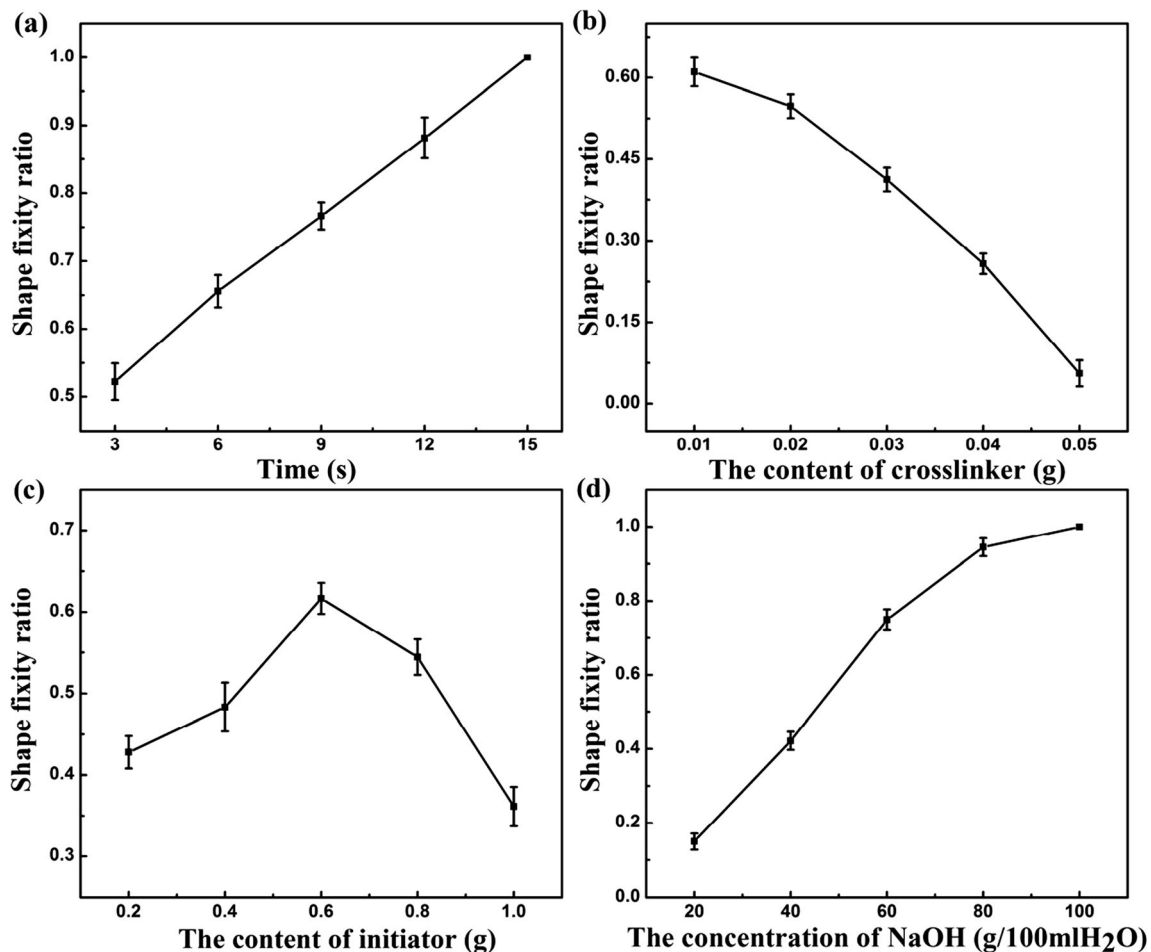 (a)
1.0
0.9
0.8
0.7
0.6
0.5
Shape fixity ratio
3 6 9 12 15
Time (s)
(b)
0.60
0.45
0.30
0.15
0.00
Shape fixity ratio
0.01 0.02 0.03 0.04 0.05
The content of crosslinker (g)
(c)
0.7
0.6
0.5
0.4
0.3
Shape fixity ratio
0.2 0.4 0.6 0.8 1.0
The content of initiator (g)
(d)
1.0
0.8
0.6
0.4
0.2
0.0
Shape fixity ratio
20 40 60 80 100
The concentration of NaOH (g/100mlH2O)